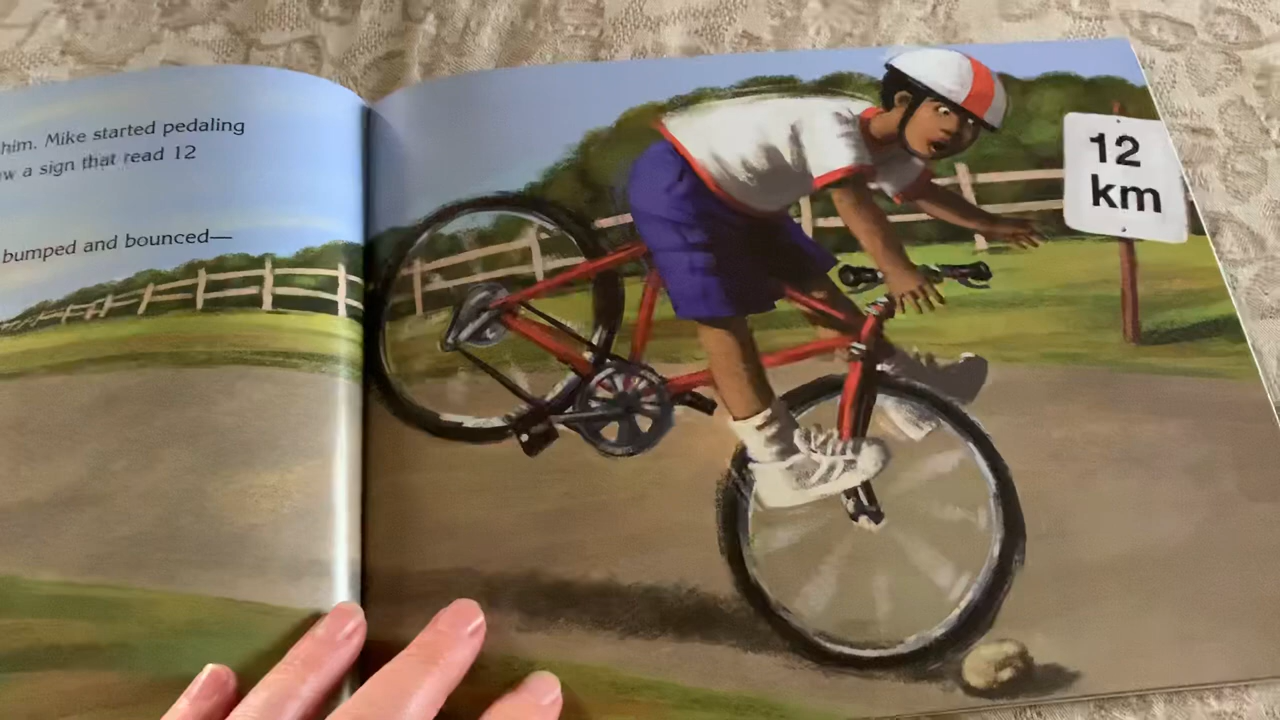 him. Mike started pedaling
w a sign that read 12
bumped and bounced—
12
km